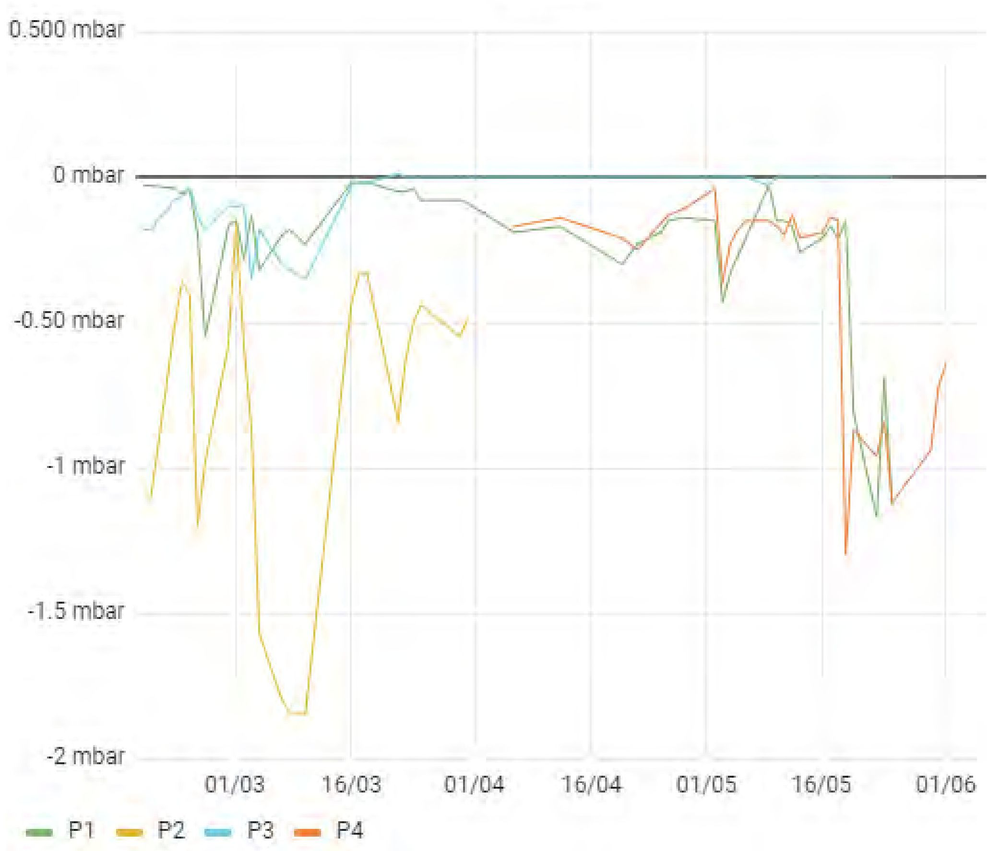 0.500 mbar
0 mbar
-0.50 mbar
-1 mbar
-1.5 mbar
-2 mbar
01/03 16/03 01/04 16/04 01/05 16/05 01/06
P1 P2 P3 P4